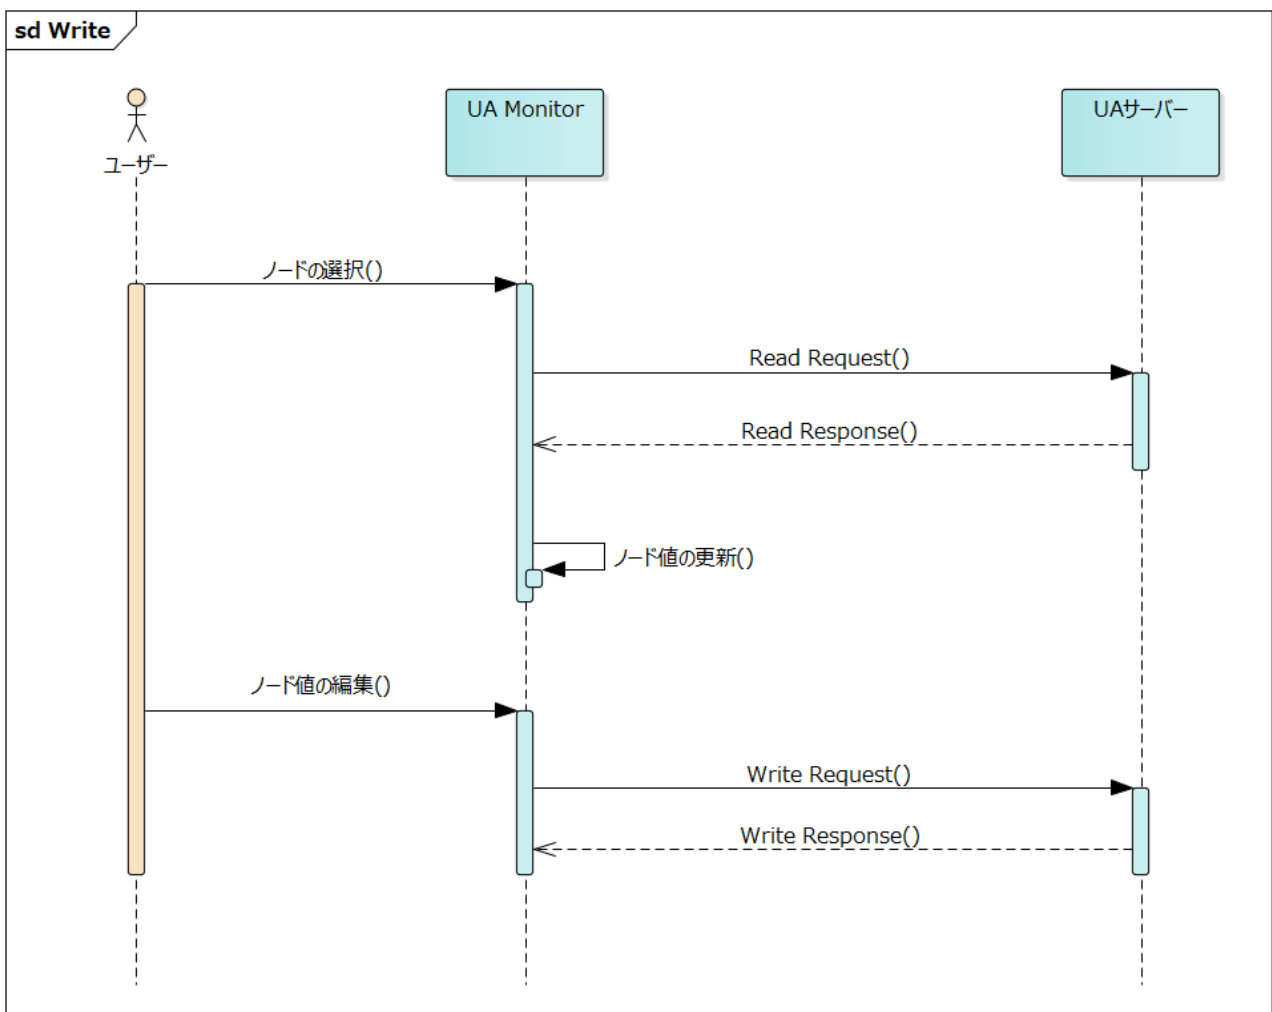 sd Write
ユーザー
UA Monitor
UAサーバー
ノードの選択()
Read Request()
Read Response()
ノード値の更新()
ノード値の編集()
Write Request()
Write Response()